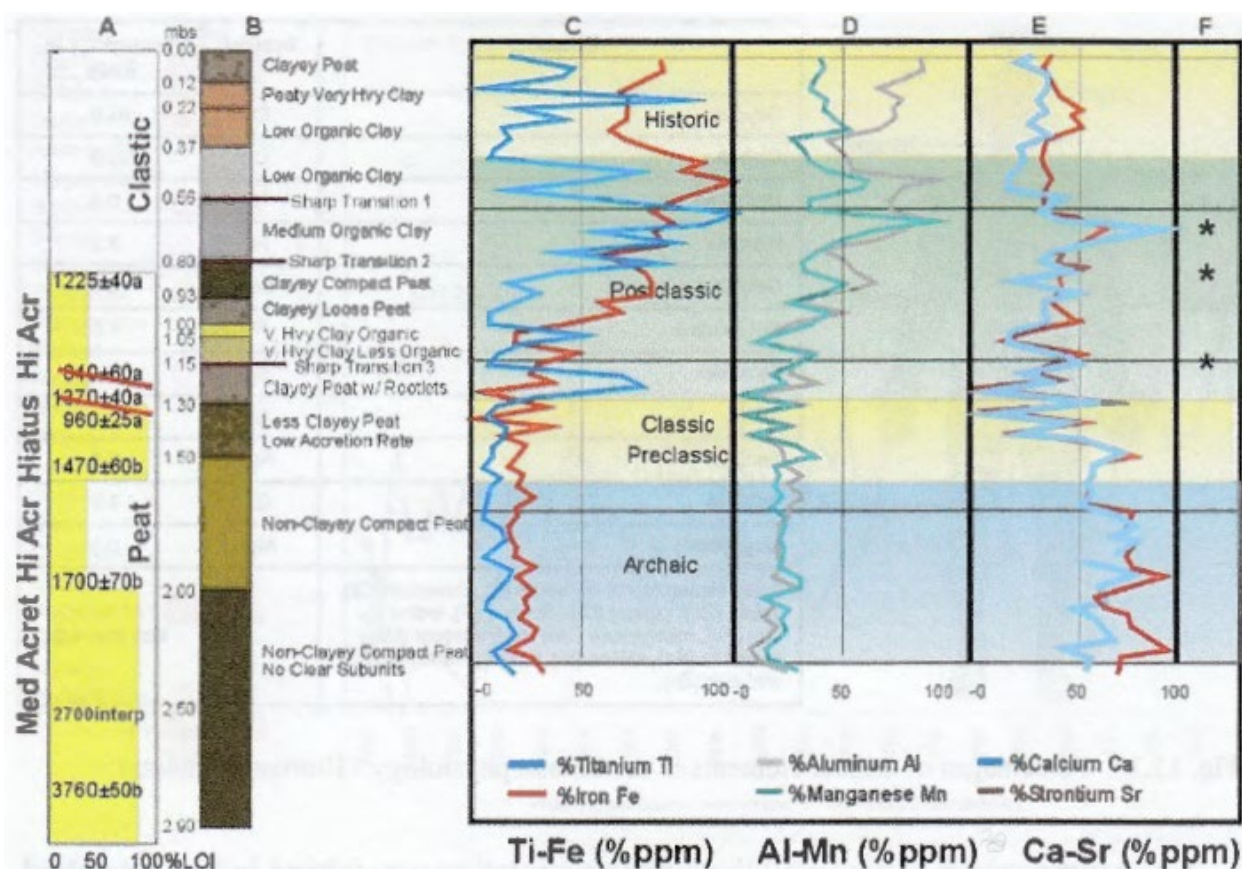 A B C D E F
mbs
0.00
Clayey Peat
0.12
Peaty Very Hvy Clay
0.22
Low Organic Clay
Historic
0.37
Low Organic Clay
0.56
Sharp Transition 1
Medium Organic Clay
*
0.80
Sharp Transition 2
*
1225±40a
Clayey Compact Peat
Postclassic
0.93
Clayey Loose Peat
1.00
V. Hvy Clay Organic
1.05
V. Hvy Clay Less Organic
1.15
Sharp Transition 3
*
840±60a
Clayey Peat w/ Rootlets
1370±40a
1.30
960±25a
Less Clayey Peat
Classic
Low Accretion Rate
Preclassic
1470±60b
1.50
Non-Clayey Compact Peat
Archaic
1700±70b
2.00
Non-Clayey Compact Peat
No Clear Subunits
2700interp
2.50
3760±50b
2.90
Clastic
Peat
Med Acret Hi Acr Hiatus Hi Acr
0 50 100%LOI
-0 50 100 -0 50 100 -0 50 100
%Titanium Ti %Aluminum Al %Calcium Ca
%Iron Fe %Manganese Mn %Strontium Sr
Ti-Fe (%ppm) Al-Mn (%ppm) Ca-Sr (%ppm)